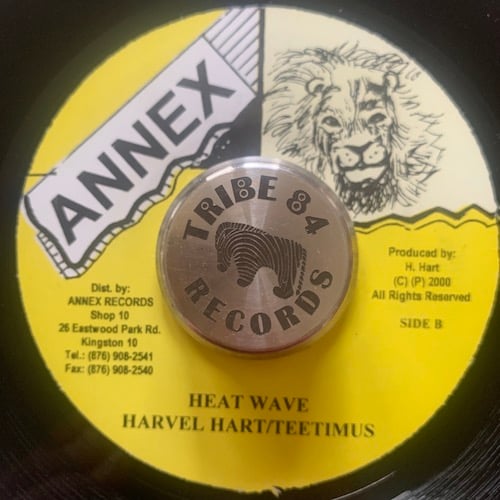 ANNEX
TRIBE 84
RECORDS
Dist. by:
ANNEX RECORDS
Shop 10
26 Eastwood Park Rd.
Kingston 10
Tel.: (876) 908-2541
Fax: (876) 908-2540
Produced by:
H. Hart
(C) (P) 2000
All Rights Reserved
SIDE B
HEAT WAVE
HARVEL HART/TEETIMUS